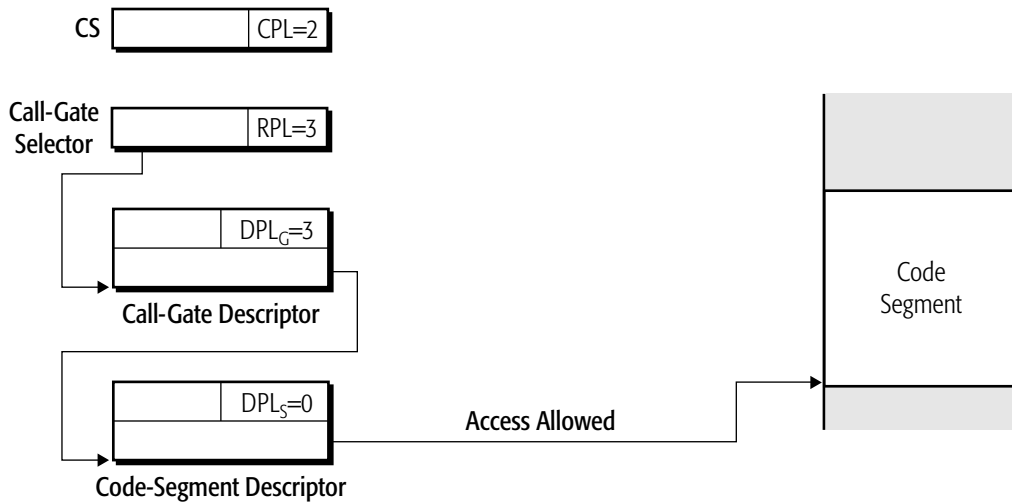 CS
CPL=2
Call-Gate
Selector
RPL=3
DPL_G=3
Call-Gate Descriptor
Code
Segment
DPL_S=0
Access Allowed
Code-Segment Descriptor